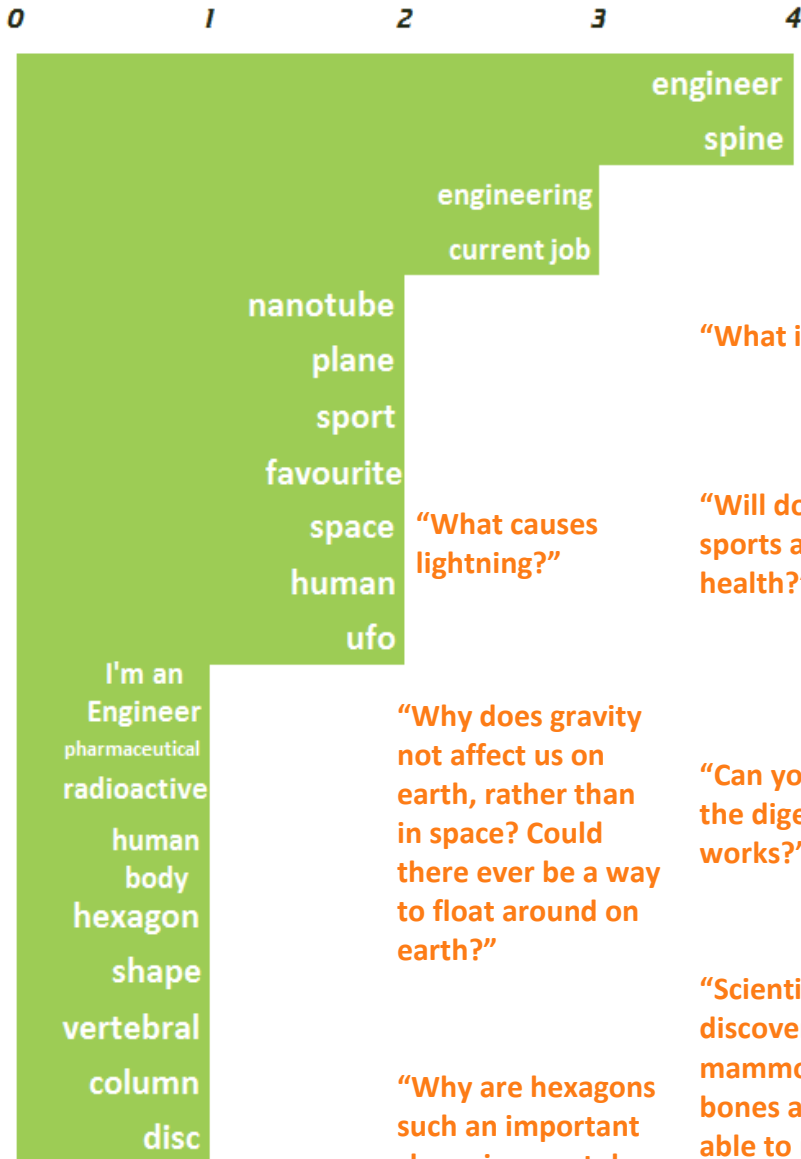 0 1 2 3 4
engineer
spine
engineering
current job
nanotube
plane
sport
favourite
space
human
ufo
I'm an
Engineer
pharmaceutical
radioactive
human
body
hexagon
shape
vertebral
column
disc
“What causes
lightning?”
“Why does gravity
not affect us on
earth, rather than
in space? Could
there ever be a way
to float around on
earth?”
“Why are hexagons
such an important
“What i
“Will do
sports a
health?
“Can yo
the dige
works?”
“Scienti
discove
mammo
bones a
able to